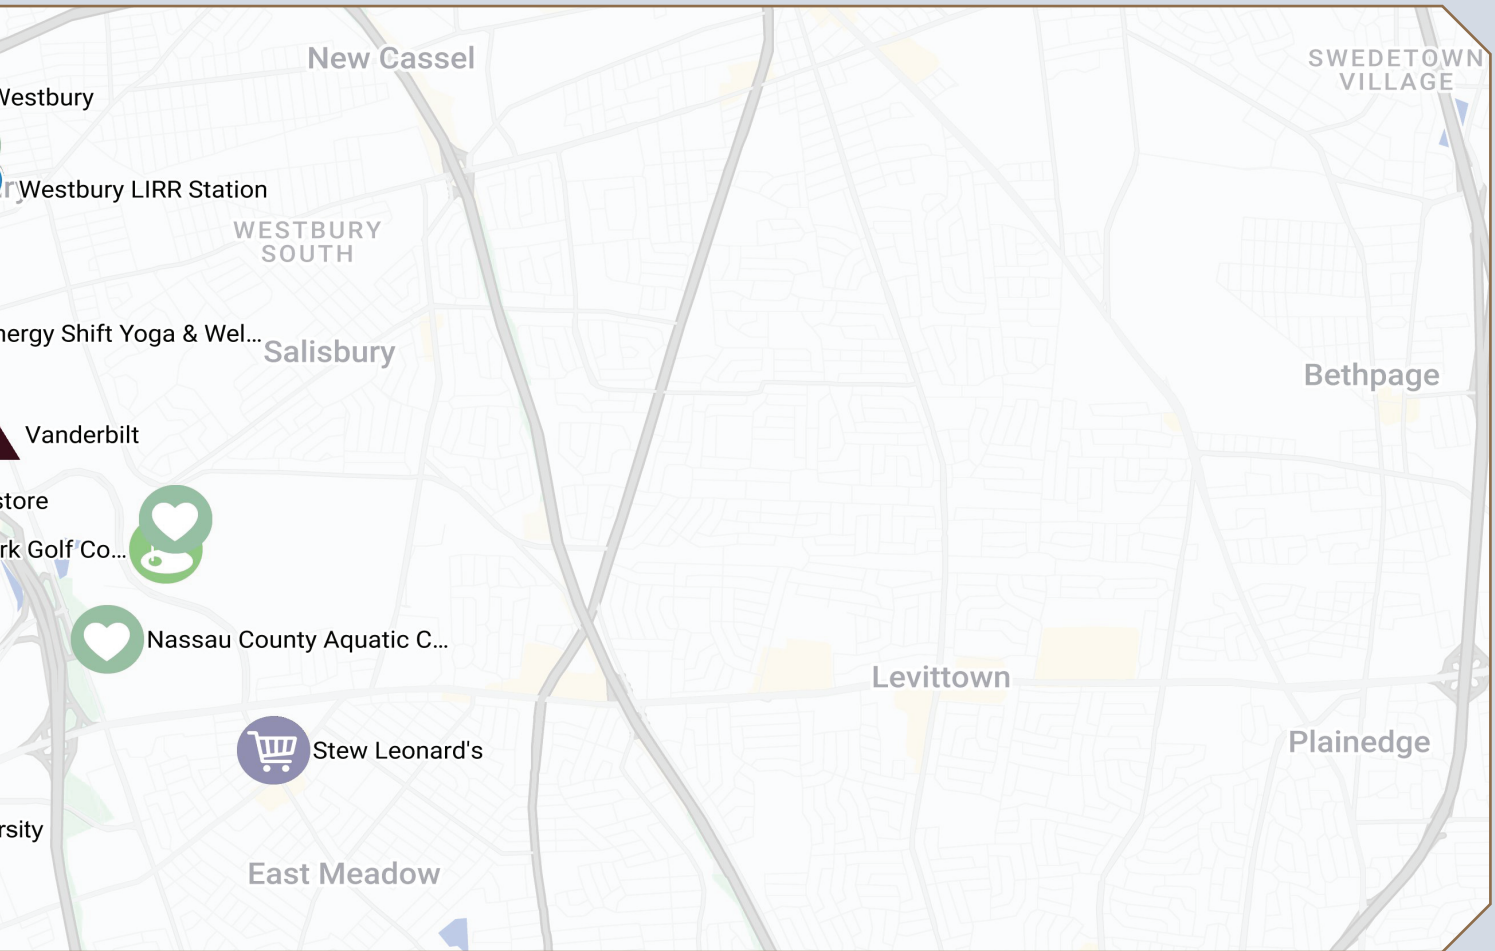 New Cassel
SWEDETOWN
VILLAGE
Westbury
Westbury LIRR Station
WESTBURY
SOUTH
nergy Shift Yoga & Wel...
Salisbury
Bethpage
Vanderbilt
store
rk Golf Co...
Nassau County Aquatic C...
Levittown
Plainedge
Stew Leonard's
rsity
East Meadow